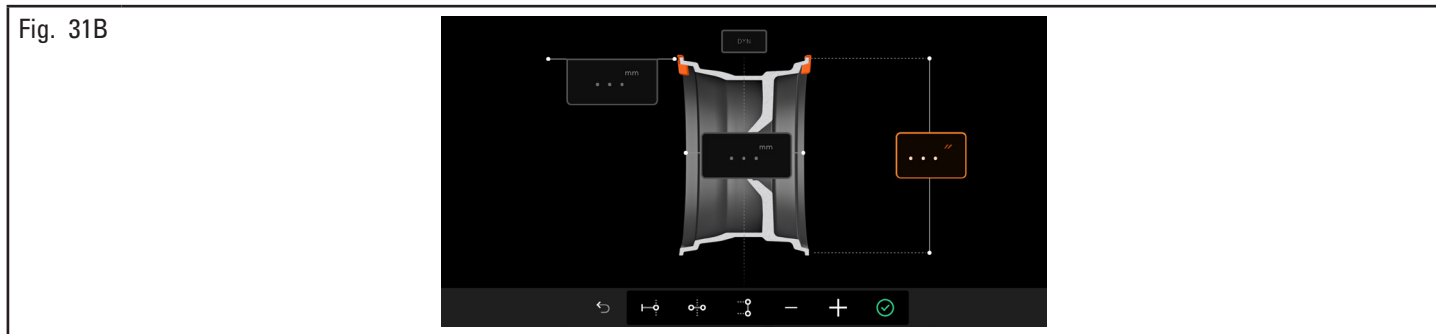 Fig. 31B
DYN
mm
. . .
mm
. . .
. . . ″